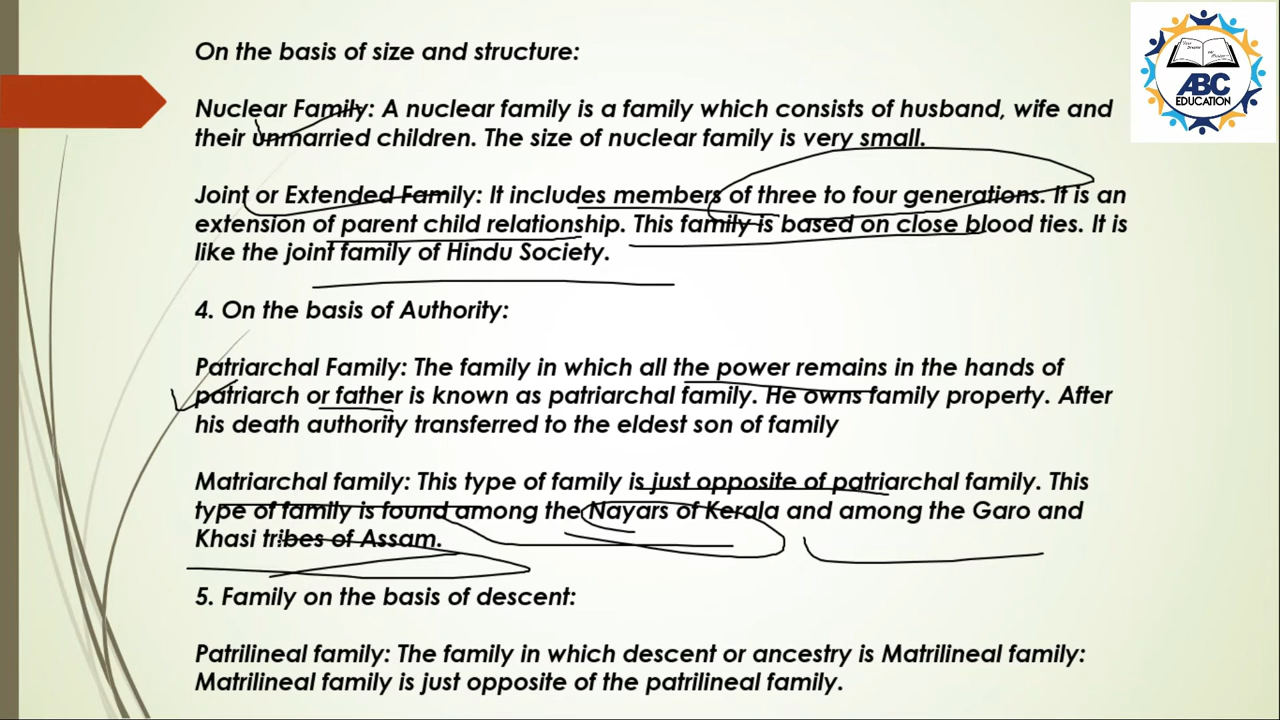 On the basis of size and structure:
Nuclear Family: A nuclear family is a family which consists of husband, wife and
their unmarried children. The size of nuclear family is very small.
Joint or Extended Family: It includes members of three to four generations. It is an
extension of parent child relationship. This family is based on close blood ties. It is
like the joint family of Hindu Society.
4. On the basis of Authority:
Patriarchal Family: The family in which all the power remains in the hands of
patriarch or father is known as patriarchal family. He owns family property. After
his death authority transferred to the eldest son of family
Matriarchal family: This type of family is just opposite of patriarchal family. This
type of family is found among the Nayars of Kerala and among the Garo and
Khasi tribes of Assam.
5. Family on the basis of descent:
Patrilineal family: The family in which descent or ancestry is Matrilineal family:
Matrilineal family is just opposite of the patrilineal family.
ABC
EDUCATION